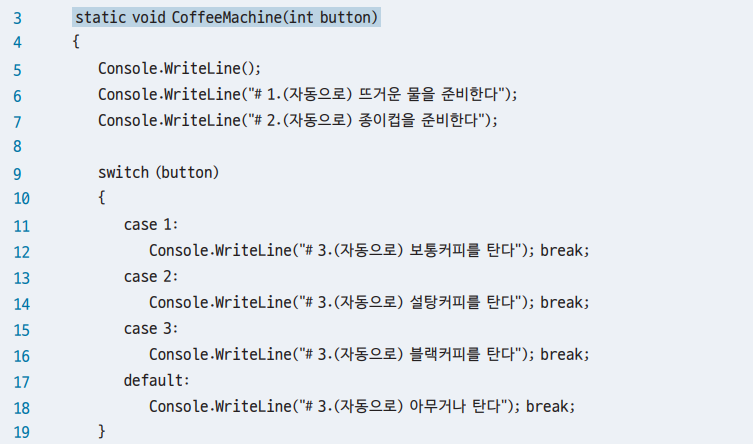 3 static void CoffeeMachine(int button)
4 {
5 Console.WriteLine();
6 Console.WriteLine("# 1.(자동으로) 뜨거운 물을 준비한다");
7 Console.WriteLine("# 2.(자동으로) 종이컵을 준비한다");
8
9 switch (button)
10 {
11 case 1:
12 Console.WriteLine("# 3.(자동으로) 보통커피를 탄다"); break;
13 case 2:
14 Console.WriteLine("# 3.(자동으로) 설탕커피를 탄다"); break;
15 case 3:
16 Console.WriteLine("# 3.(자동으로) 블랙커피를 탄다"); break;
17 default:
18 Console.WriteLine("# 3.(자동으로) 아무거나 탄다"); break;
19 }